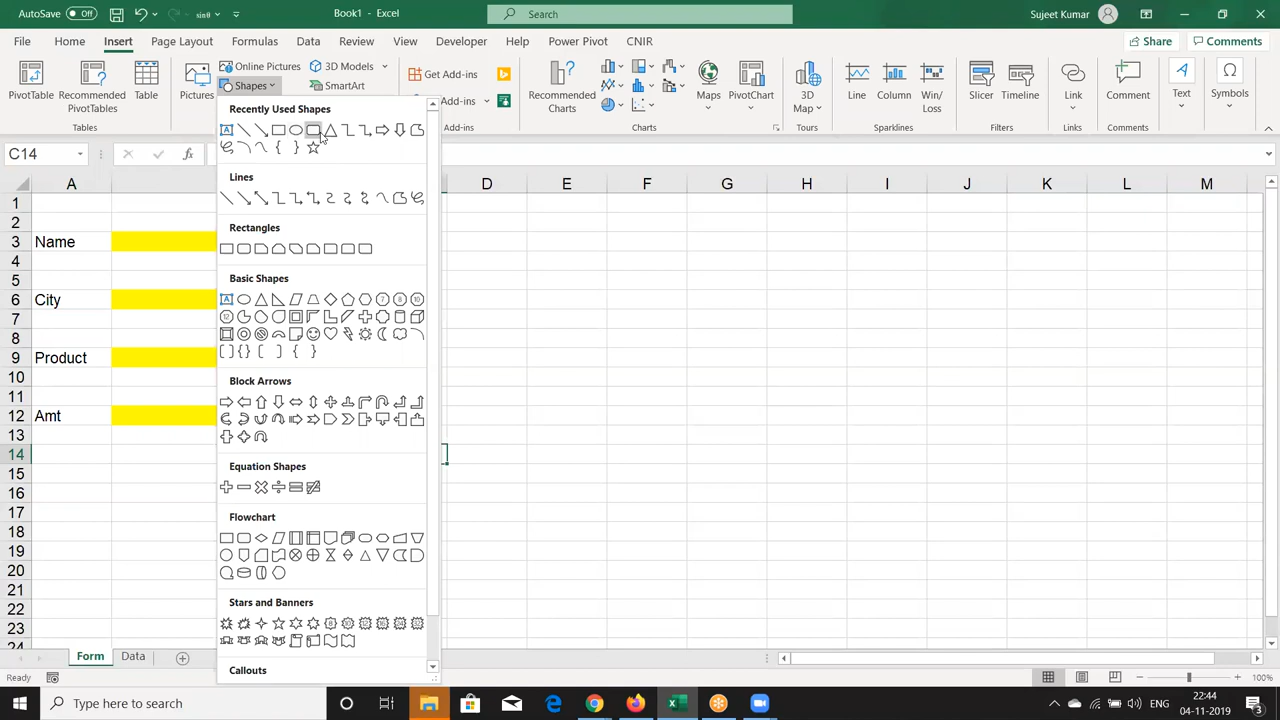 AutoSave Off sin Book1 - Excel Search Sujeet Kumar
File Home Insert Page Layout Formulas Data Review View Developer Help Power Pivot CNIR Share Comments
PivotTable Recommended PivotTables Table Pictures Online Pictures 3D Models Get Add-ins Recommended Charts Maps 3D Map Line Column Win/Loss Slicer Timeline Link Comment Text Symbols
Shapes SmartArt Add-ins
Tables Charts Tours Sparklines Filters Links Comments
Recently Used Shapes
C14 fx
Lines
A D E F G H I J K L M
1
2
Rectangles
3 Name
4
5
Basic Shapes
6 City
7
8
9 Product
10
Block Arrows
11
12 Amt
13
14
15
Equation Shapes
16
17
Flowchart
18
19
20
21
Stars and Banners
22
23
24
Form Data
Callouts
Ready 100%
Type here to search ENG 22:44
04-11-2019 3